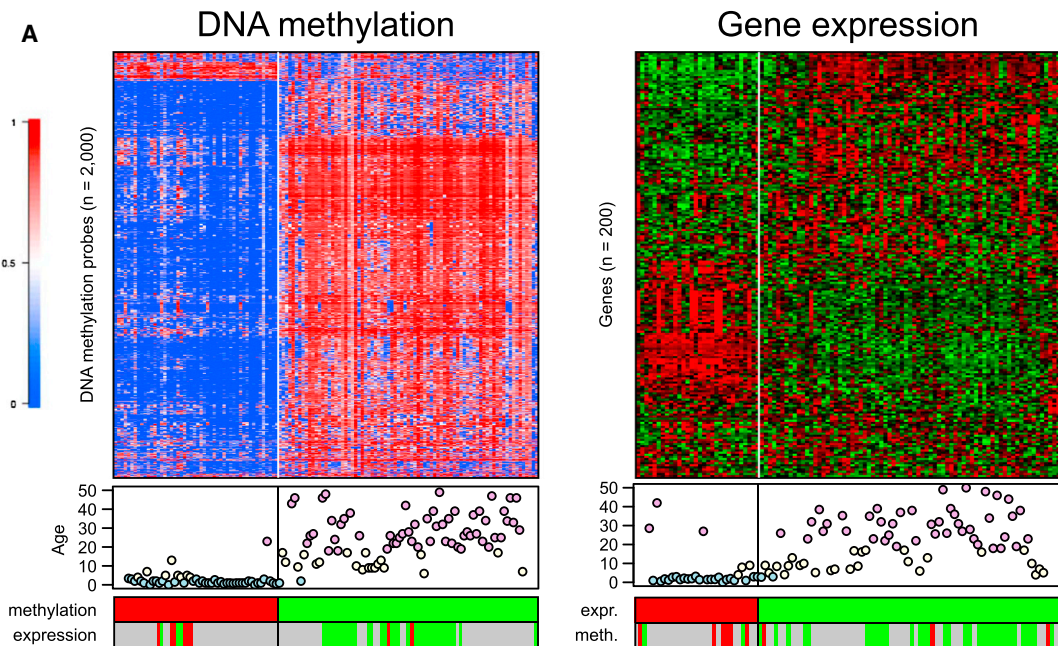 A
DNA methylation
Gene expression
DNA methylation probes (n = 2,000)
Genes (n = 200)
1
0.5
0
Age
50
40
30
20
10
0
50
40
30
20
10
0
methylation
expression
expr.
meth.